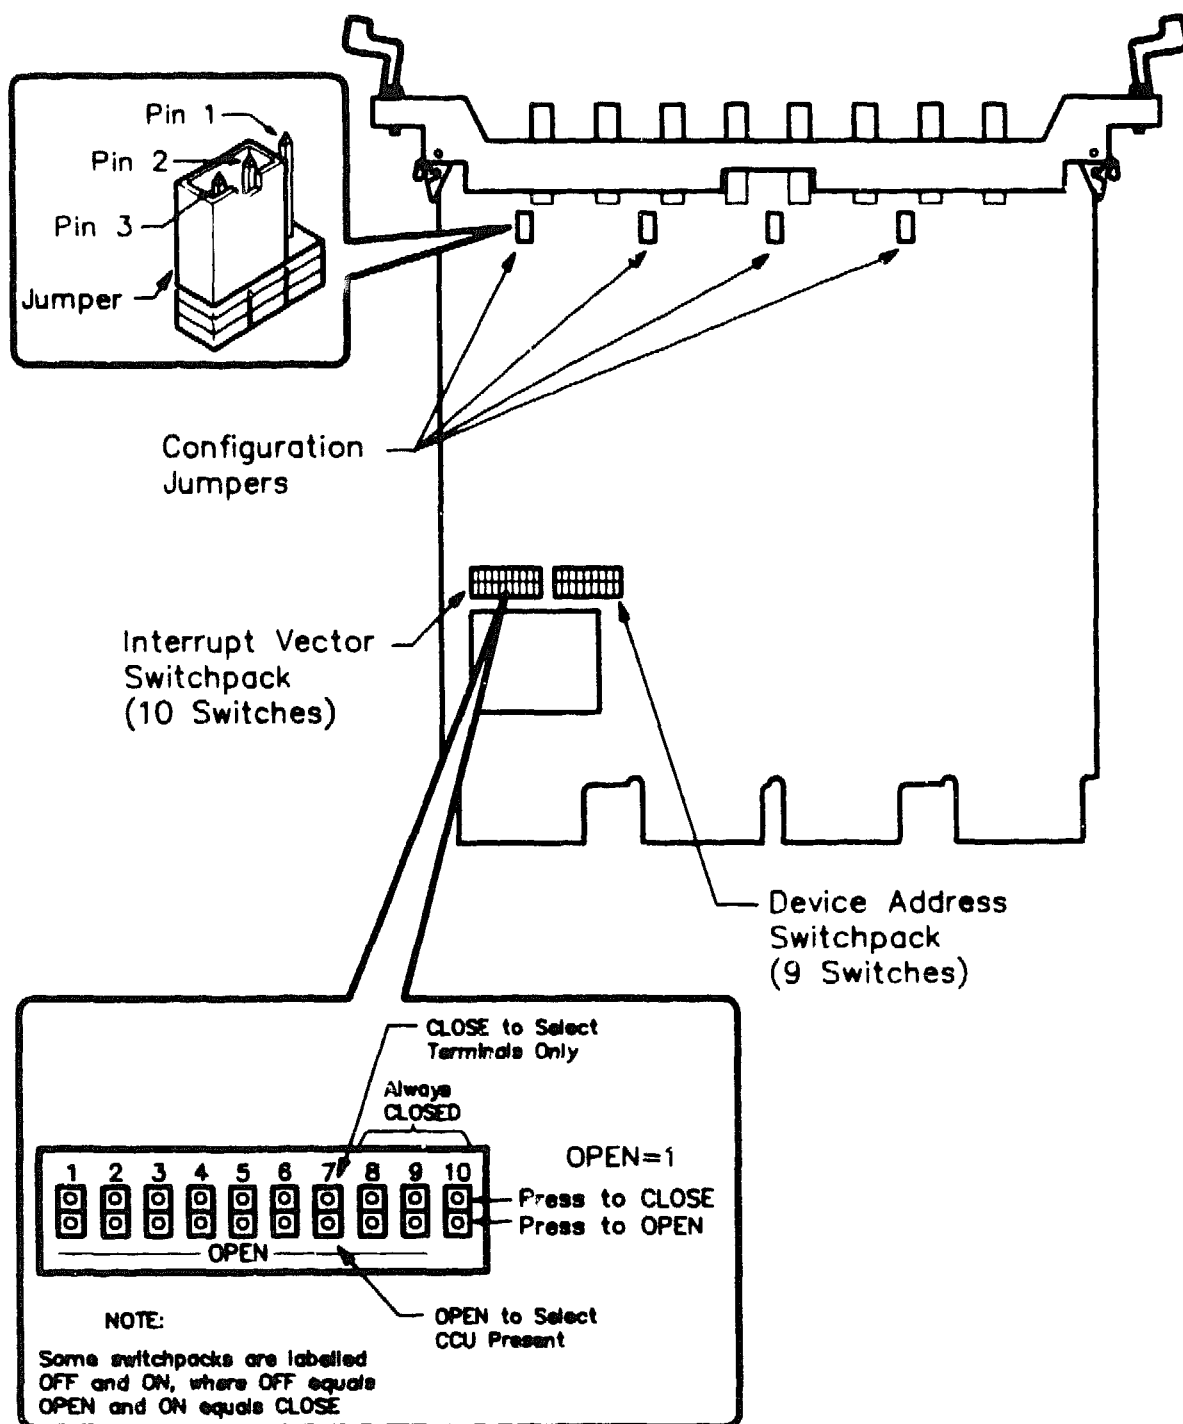 Pin 1
Pin 2
Pin 3
Jumper
Configuration
Jumpers
Interrupt Vector
Switchpack
(10 Switches)
Device Address
Switchpack
(9 Switches)
CLOSE to Select
Terminals Only
Always
CLOSED
1 2 3 4 5 6 7 8 9 10
OPEN=1
Press to CLOSE
Press to OPEN
OPEN
OPEN to Select
CCU Present
NOTE:
Some switchpacks are labelled
OFF and ON, where OFF equals
OPEN and ON equals CLOSE